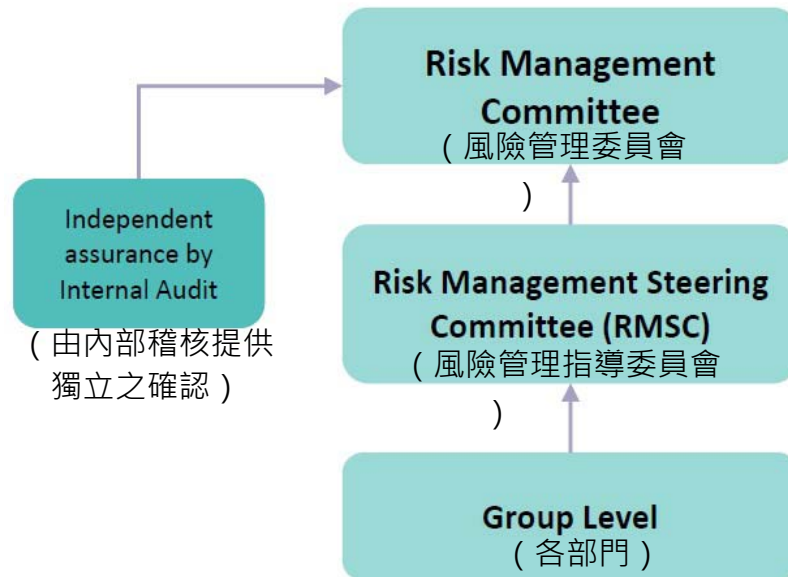 Risk Management
Committee
(風險管理委員會
)
Independent
assurance by
Internal Audit
(由內部稽核提供
獨立之確認)
Risk Management Steering
Committee (RMSC)
(風險管理指導委員會
)
Group Level
(各部門)